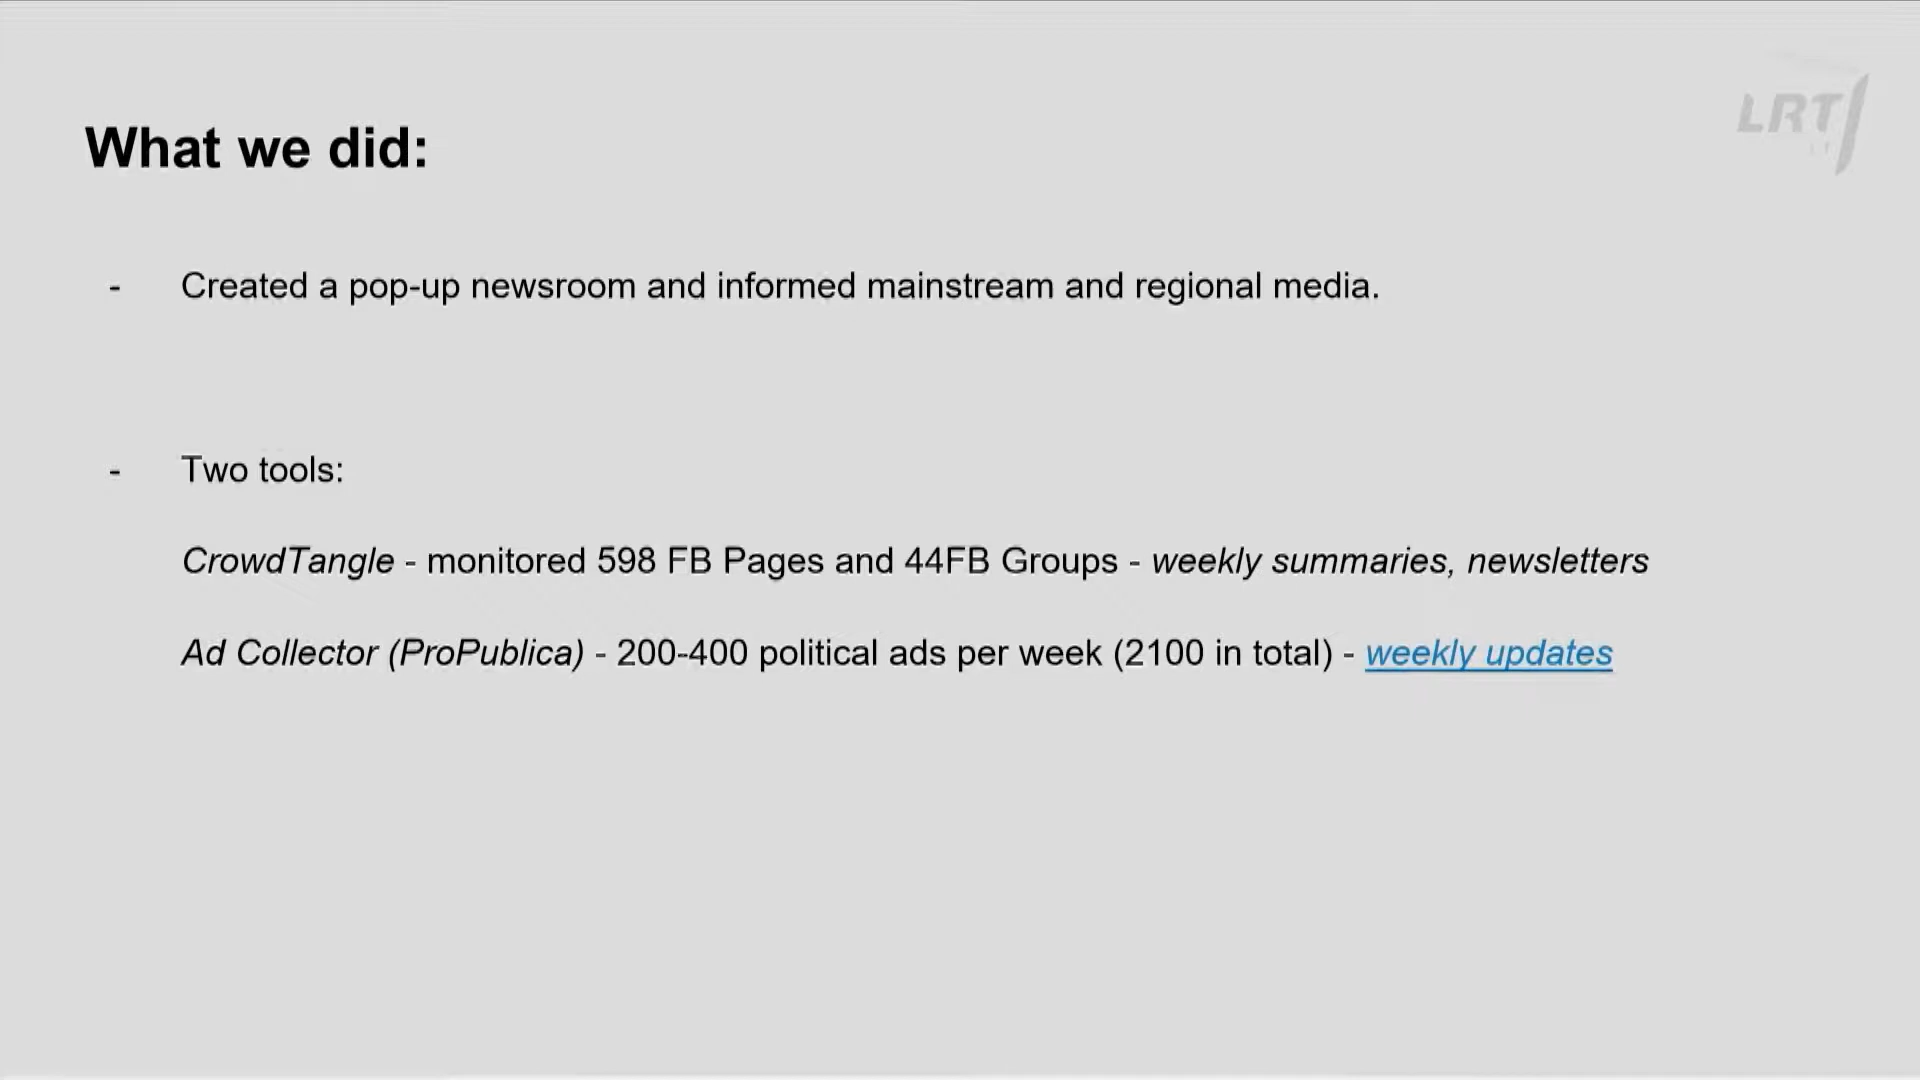 LRT
LT
What we did:
- Created a pop-up newsroom and informed mainstream and regional media.
- Two tools:
CrowdTangle - monitored 598 FB Pages and 44FB Groups - weekly summaries, newsletters
Ad Collector (ProPublica) - 200-400 political ads per week (2100 in total) - weekly updates